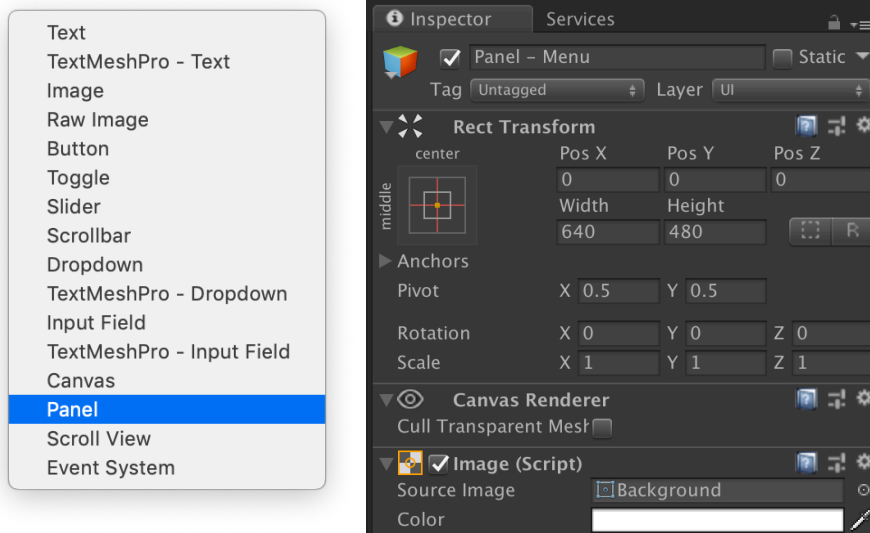 Text
TextMeshPro - Text
Image
Raw Image
Button
Toggle
Slider
Scrollbar
Dropdown
TextMeshPro - Dropdown
Input Field
TextMeshPro - Input Field
Canvas
Panel
Scroll View
Event System
Inspector Services
Panel - Menu Static
Tag Untagged Layer UI
Rect Transform
center Pos X Pos Y Pos Z
0 0 0
middle
Width Height
640 480 R
Anchors
Pivot X 0.5 Y 0.5
Rotation X 0 Y 0 Z 0
Scale X 1 Y 1 Z 1
Canvas Renderer
Cull Transparent Mesh
Image (Script)
Source Image Background
Color